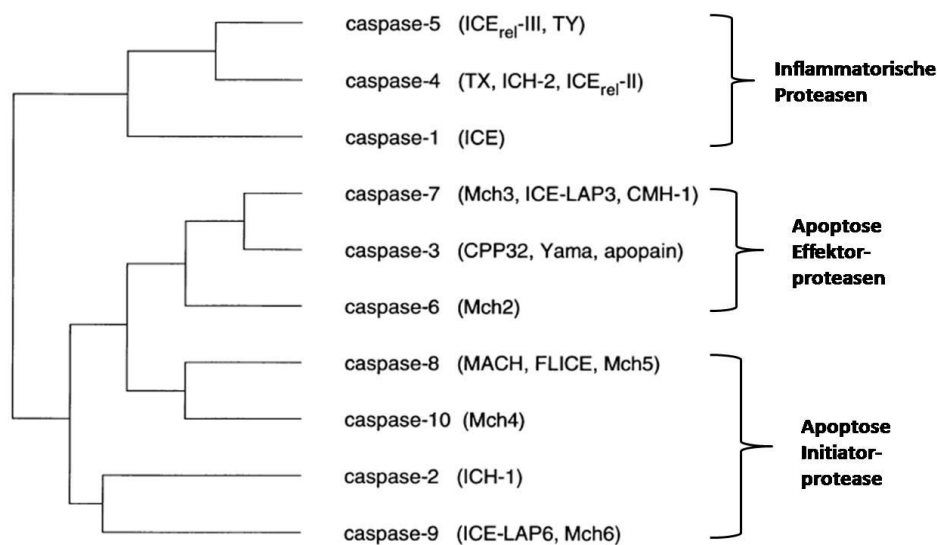 caspase-5 (ICErel-III, TY)
caspase-4 (TX, ICH-2, ICErel-II)
caspase-1 (ICE)
Inflammatorische
Proteasen
caspase-7 (Mch3, ICE-LAP3, CMH-1)
caspase-3 (CPP32, Yama, apopain)
caspase-6 (Mch2)
Apoptose
Effektor-
proteasen
caspase-8 (MACH, FLICE, Mch5)
caspase-10 (Mch4)
caspase-2 (ICH-1)
caspase-9 (ICE-LAP6, Mch6)
Apoptose
Initiator-
protease